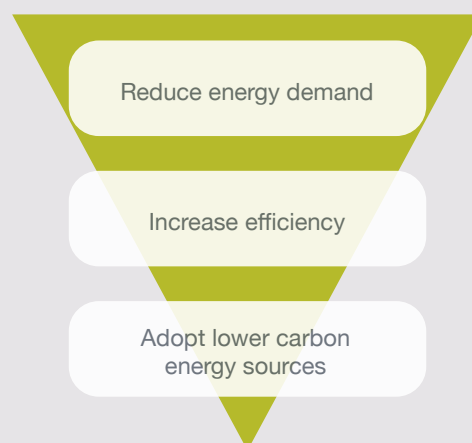 Reduce energy demand
Increase efficiency
Adopt lower carbon
energy sources